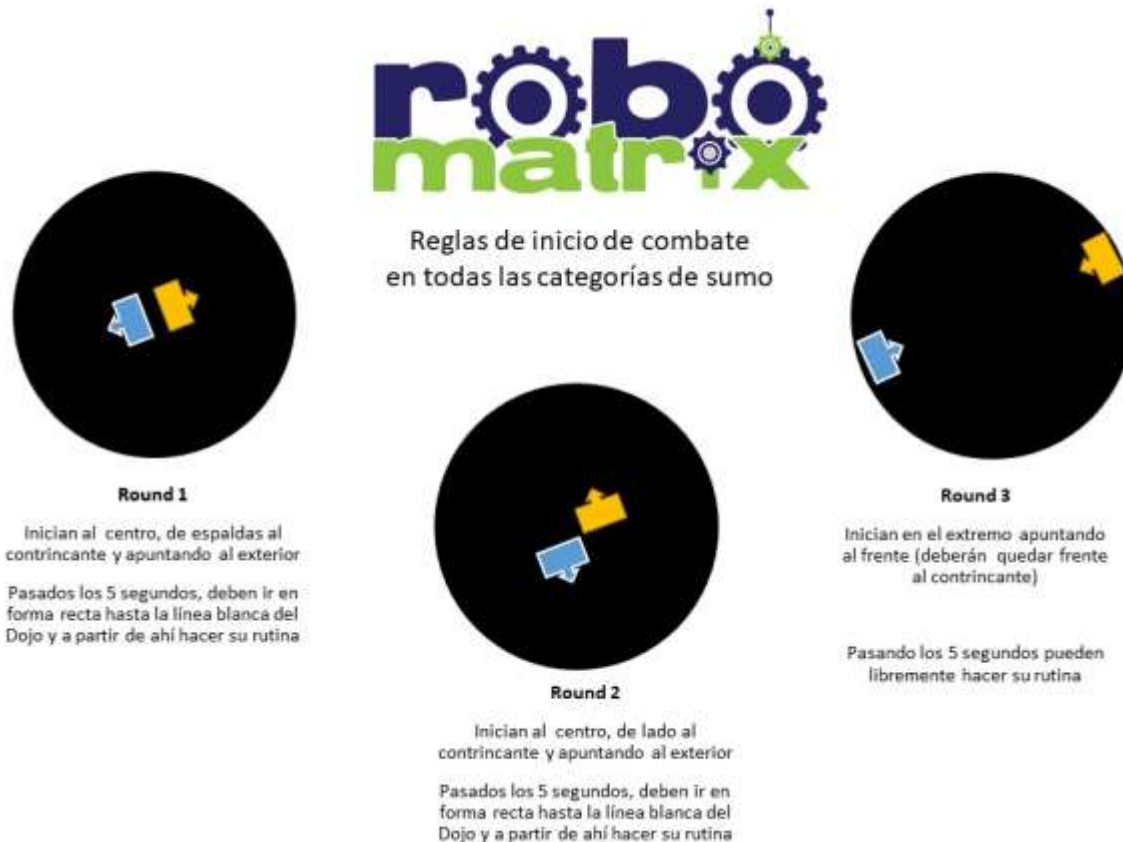 robo
matrix
Reglas de inicio de combate
en todas las categorías de sumo
Round 1
Inician al centro, de espaldas al
contrincante y apuntando al exterior
Pasados los 5 segundos, deben ir en
forma recta hasta la línea blanca del
Dojo y a partir de ahí hacer su rutina
Round 2
Inician al centro, de lado al
contrincante y apuntando al exterior
Pasados los 5 segundos, deben ir en
forma recta hasta la línea blanca del
Dojo y a partir de ahí hacer su rutina
Round 3
Inician en el extremo apuntando
al frente (deberán quedar frente
al contrincante)
Pasando los 5 segundos pueden
libremente hacer su rutina